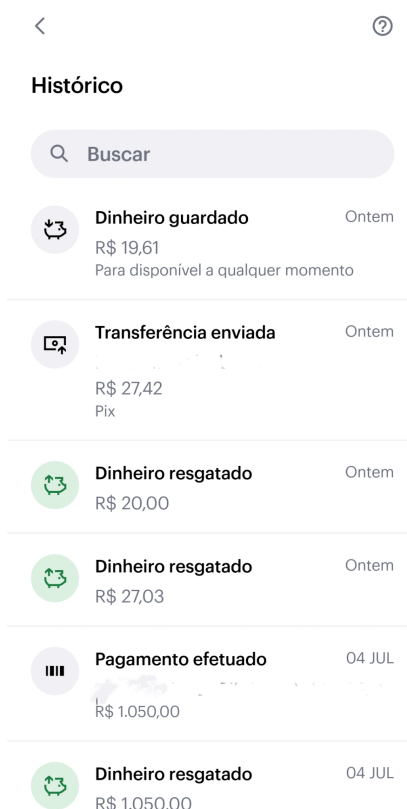 Histórico
Buscar
Dinheiro guardado
Ontem
R$ 19,61
Para disponível a qualquer momento
Transferência enviada
Ontem
R$ 27,42
Pix
Dinheiro resgatado
Ontem
R$ 20,00
Dinheiro resgatado
Ontem
R$ 27,03
Pagamento efetuado
04 JUL
R$ 1.050,00
Dinheiro resgatado
04 JUL
R$ 1.050,00